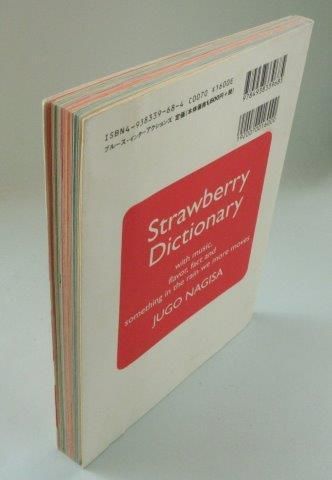 ISBN4-938339-68-4 C0070 ¥1600E
ブルース・インターアクションズ 定価(本体価格1,600円+税)
9784938339685
1920070016000
Strawberry
Dictionary
with music,
flavor, fact and
something in the rain we more moves
JUGO NAGISA